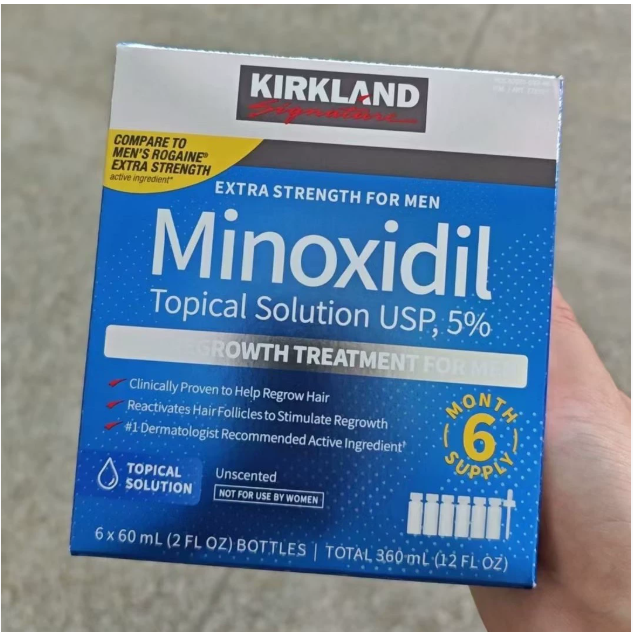 KIRKLAND
Signature
COMPARE TO
MEN'S ROGAINE®
EXTRA STRENGTH
active ingredient*
EXTRA STRENGTH FOR MEN
Minoxidil
Topical Solution USP, 5%
GROWTH TREATMENT FOR
Clinically Proven to Help Regrow Hair
Reactivates Hair Follicles to Stimulate Regrowth
#1 Dermatologist Recommended Active Ingredient†
MONTH
6
SUPPLY
TOPICAL
SOLUTION
Unscented
NOT FOR USE BY WOMEN
6 x 60 mL (2 FL OZ) BOTTLES | TOTAL 360 mL (12 FL OZ)